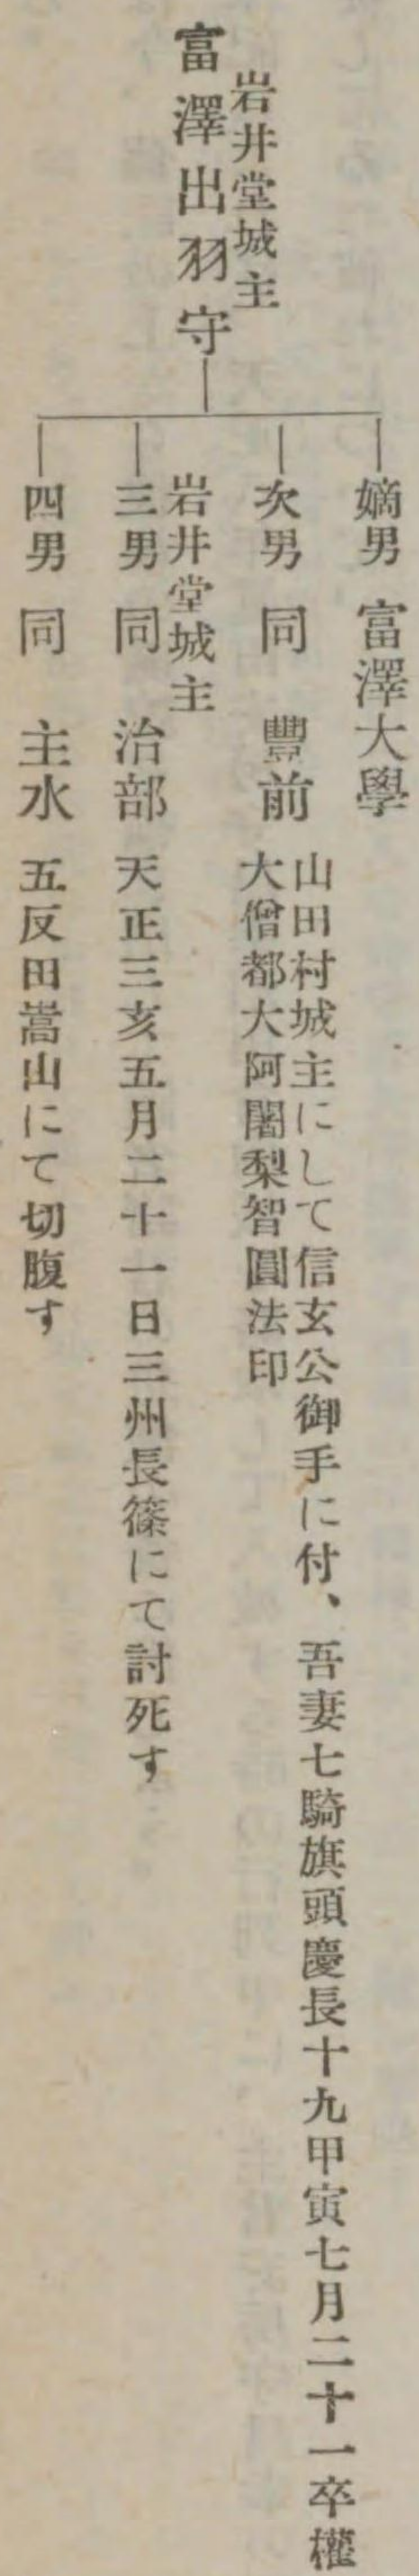 岩井堂城主
富澤出羽守
嫡男 富澤大學
次男 同 豐前
山田村城主にして信玄公御手に付、吾妻七騎旗頭慶長十九甲寅七月二十一卒權
大僧都大阿闍梨智圓法印
岩井堂城主
三男 同 治部 天正三亥五月二十一日三州長篠にて討死す
四男 同 主水 五反田嵩山にて切腹す